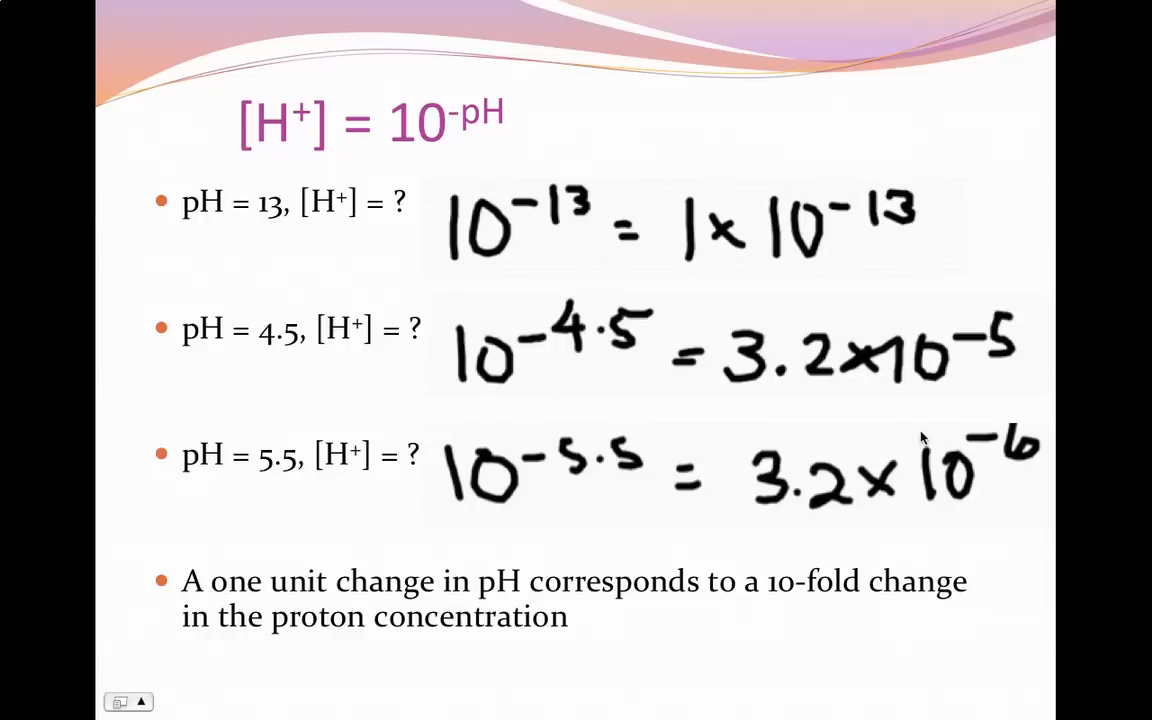 [H⁺] = 10⁻ᵖᴴ
• pH = 13, [H⁺] = ? 10⁻¹³ = 1 × 10⁻¹³
• pH = 4.5, [H⁺] = ? 10⁻⁴·⁵ = 3.2×10⁻⁵
• pH = 5.5, [H⁺] = ? 10⁻⁵·⁵ = 3.2× 10⁻⁶
• A one unit change in pH corresponds to a 10-fold change
in the proton concentration